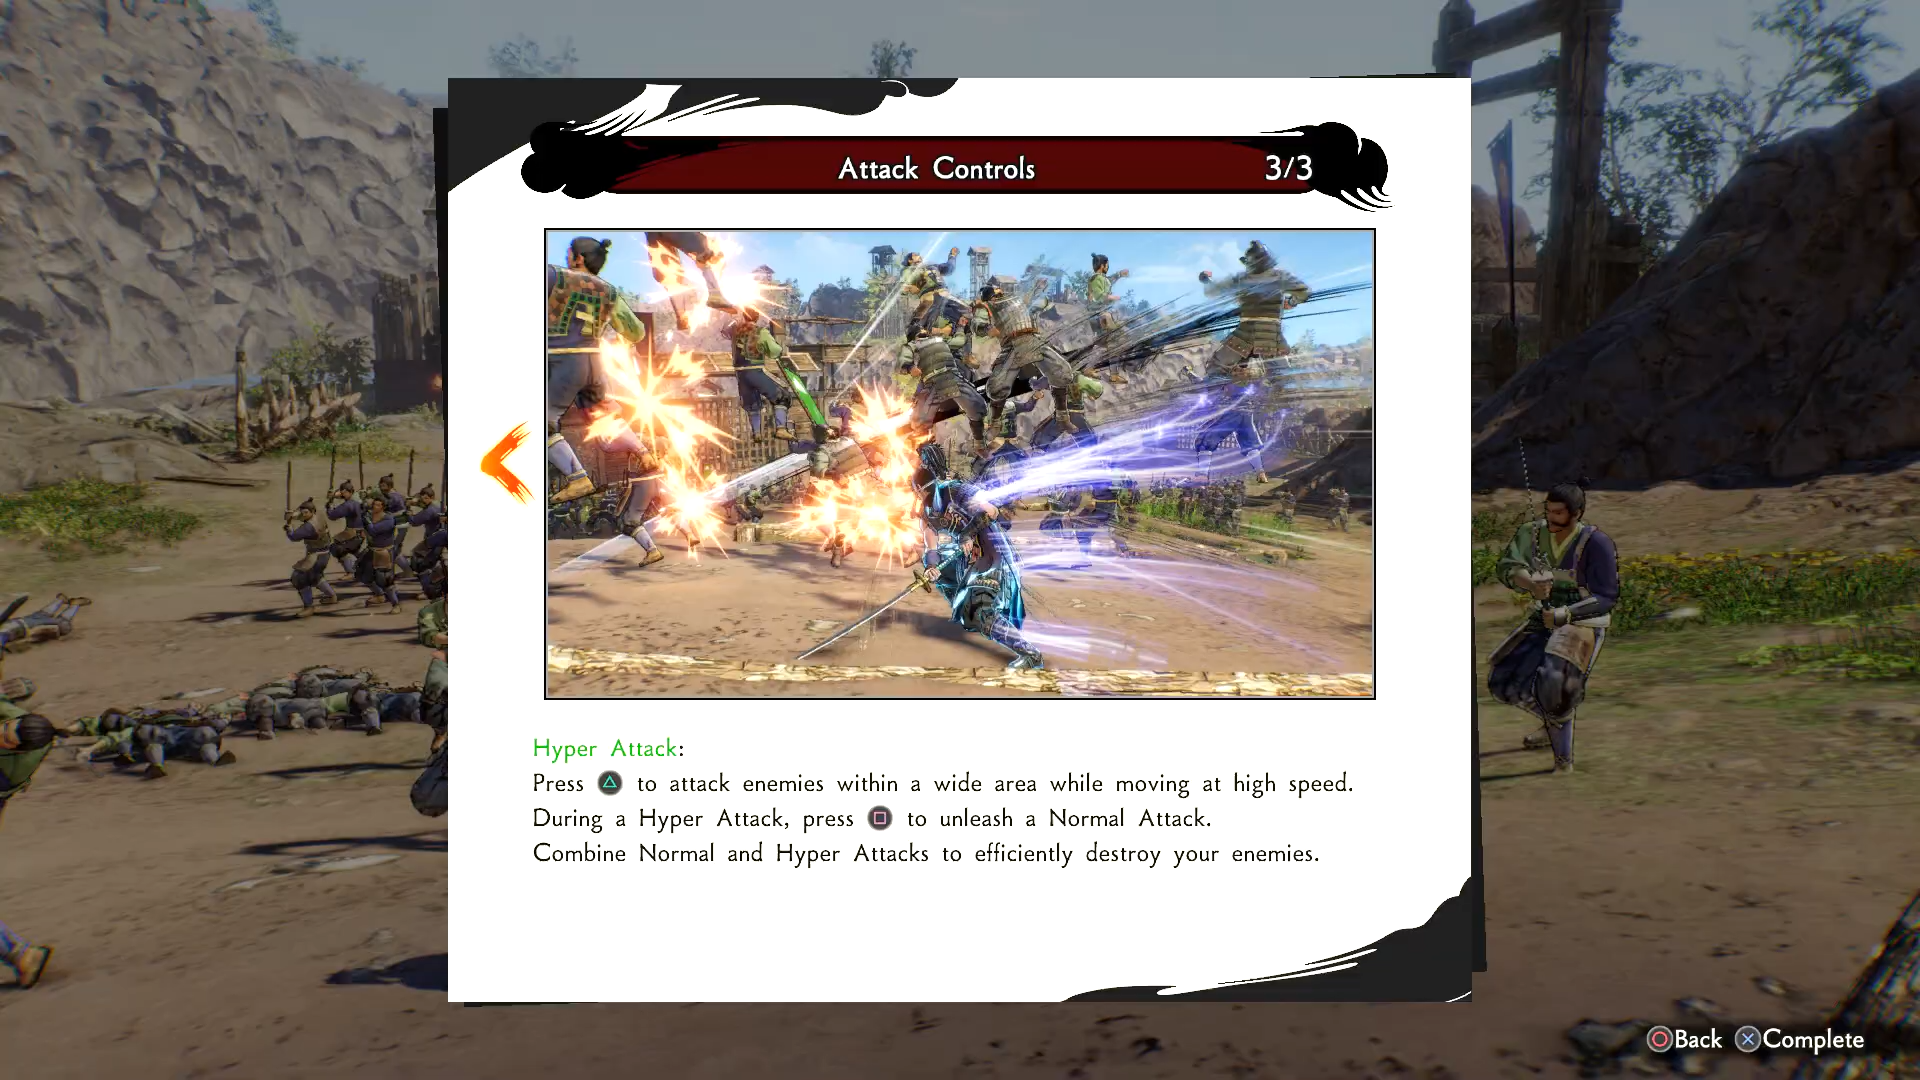 Attack Controls 3/3
Hyper Attack:
Press to attack enemies within a wide area while moving at high speed.
During a Hyper Attack, press to unleash a Normal Attack.
Combine Normal and Hyper Attacks to efficiently destroy your enemies.
Back Complete